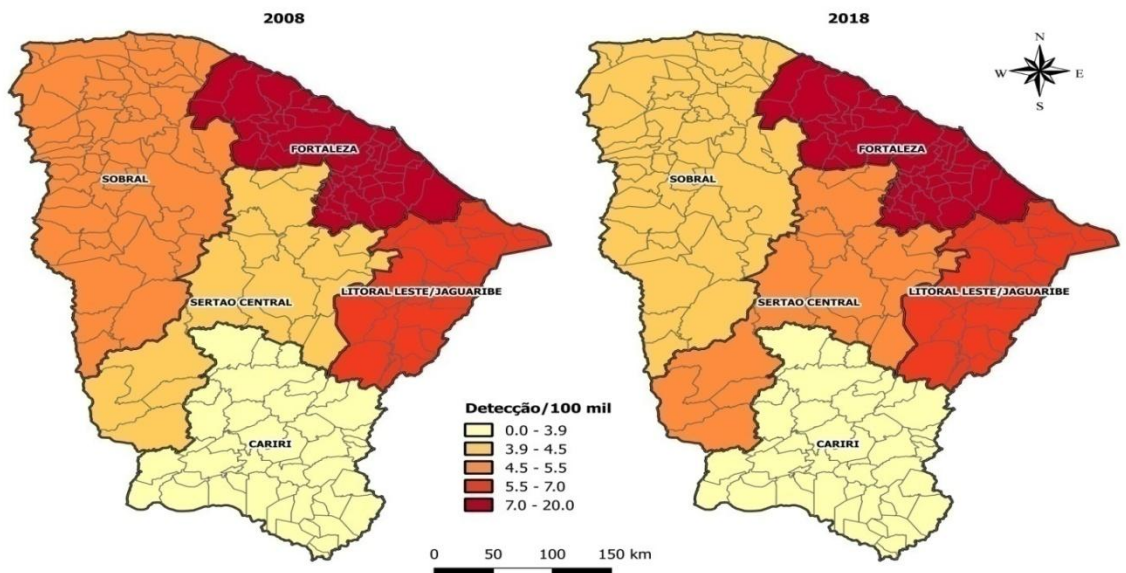 2008
2018
N
W E
S
FORTALEZA
SOBRAL
SERTAO CENTRAL
LITORAL LESTE/JAGUARIBE
CARIRI
FORTALEZA
SOBRAL
SERTAO CENTRAL
LITORAL LESTE/JAGUARIBE
CARIRI
Detecção/100 mil
0.0 - 3.9
3.9 - 4.5
4.5 - 5.5
5.5 - 7.0
7.0 - 20.0
0 50 100 150 km